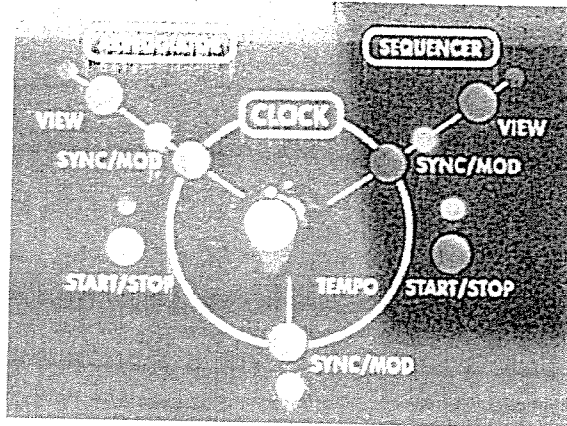 SEQUENCER
CLOCK
VIEW
VIEW
SYNC/MOD
SYNC/MOD
START/STOP
TEMPO
START/STOP
SYNC/MOD